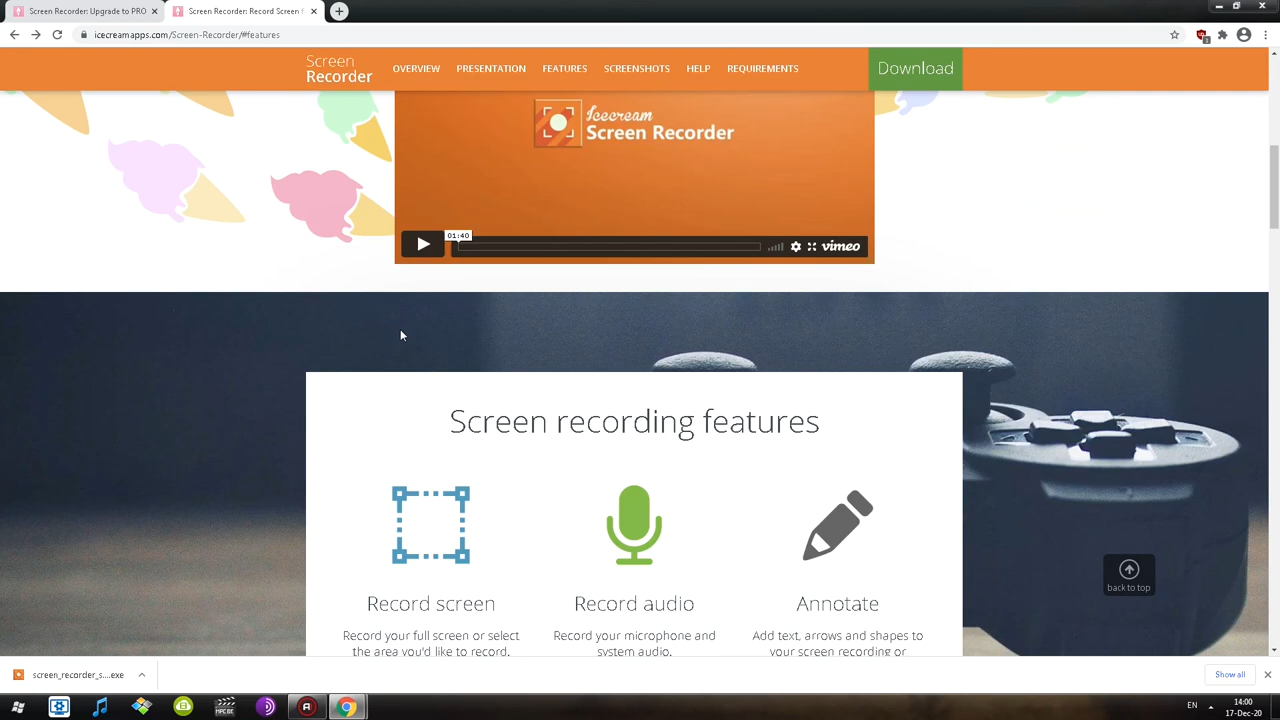 Screen Recorder: Upgrade to PRO
Screen Recorder: Record Screen f
icecreamapps.com/Screen-Recorder/#features
Screen
Recorder
OVERVIEW
PRESENTATION
FEATURES
SCREENSHOTS
HELP
REQUIREMENTS
Download
Icecream
Screen Recorder
01:40
vimeo
Screen recording features
Record screen
Record audio
Annotate
Record your full screen or select
the area you'd like to record.
Record your microphone and
system audio.
Add text, arrows and shapes to
your screen recording or
back to top
screen_recorder_s....exe
Show all
MPC BE
EN
14:00
17-Dec-20